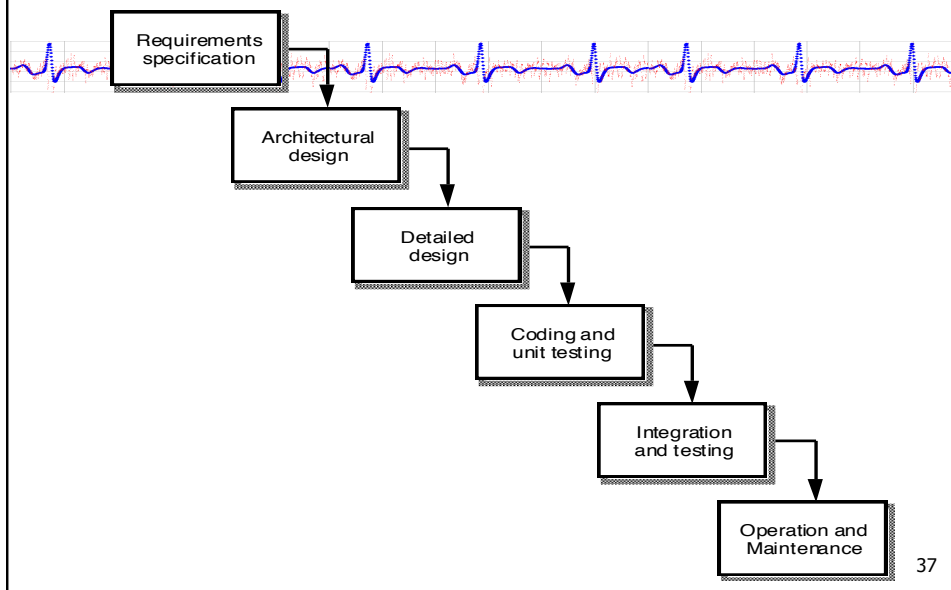 Requirements
specification
Architectural
design
Detailed
design
Coding and
unit testing
Integration
and testing
Operation and
Maintenance
37